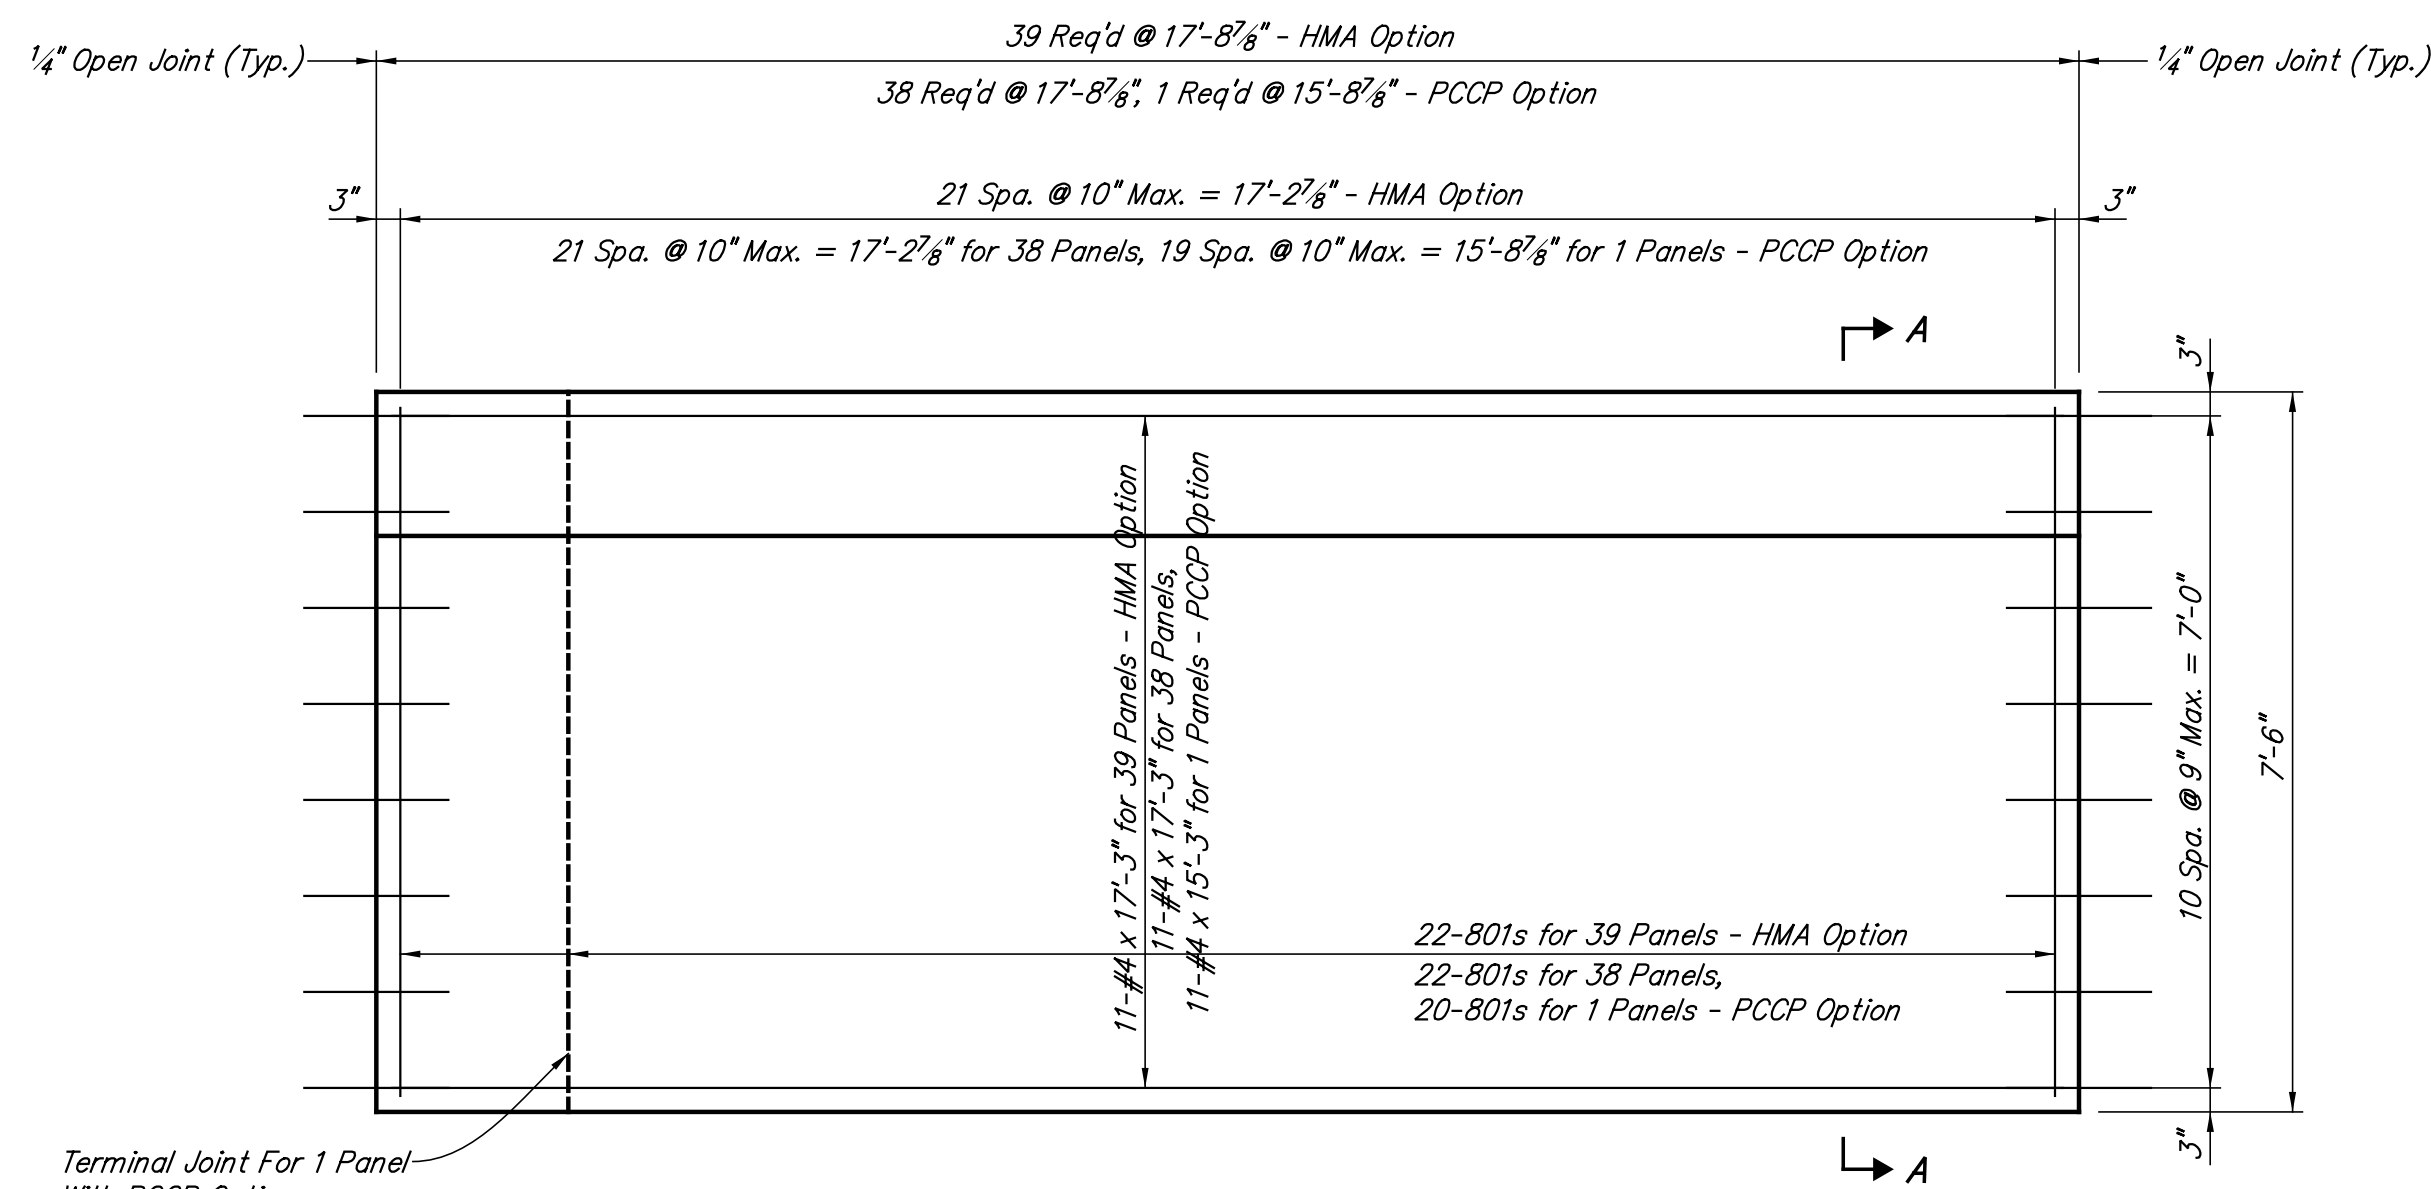 39 Req'd @ 17'-8⅞" - HMA Option
¼" Open Joint (Typ.)
¼" Open Joint (Typ.)
38 Req'd @ 17'-8⅞", 1 Req'd @ 15'-8⅞" - PCCP Option
3"
21 Spa. @ 10" Max. = 17'-2⅞" - HMA Option
3"
21 Spa. @ 10" Max. = 17'-2⅞" for 38 Panels, 19 Spa. @ 10" Max. = 15'-8⅞" for 1 Panels - PCCP Option
A
3"
11-#4 x 17'-3" for 39 Panels - HMA Option
11-#4 x 17'-3" for 38 Panels,
11-#4 x 15'-3" for 1 Panels - PCCP Option
10 Spa. @ 9" Max. = 7'-0"
7'-6"
22-801s for 39 Panels - HMA Option
22-801s for 38 Panels,
20-801s for 1 Panels - PCCP Option
3"
Terminal Joint For 1 Panel
A